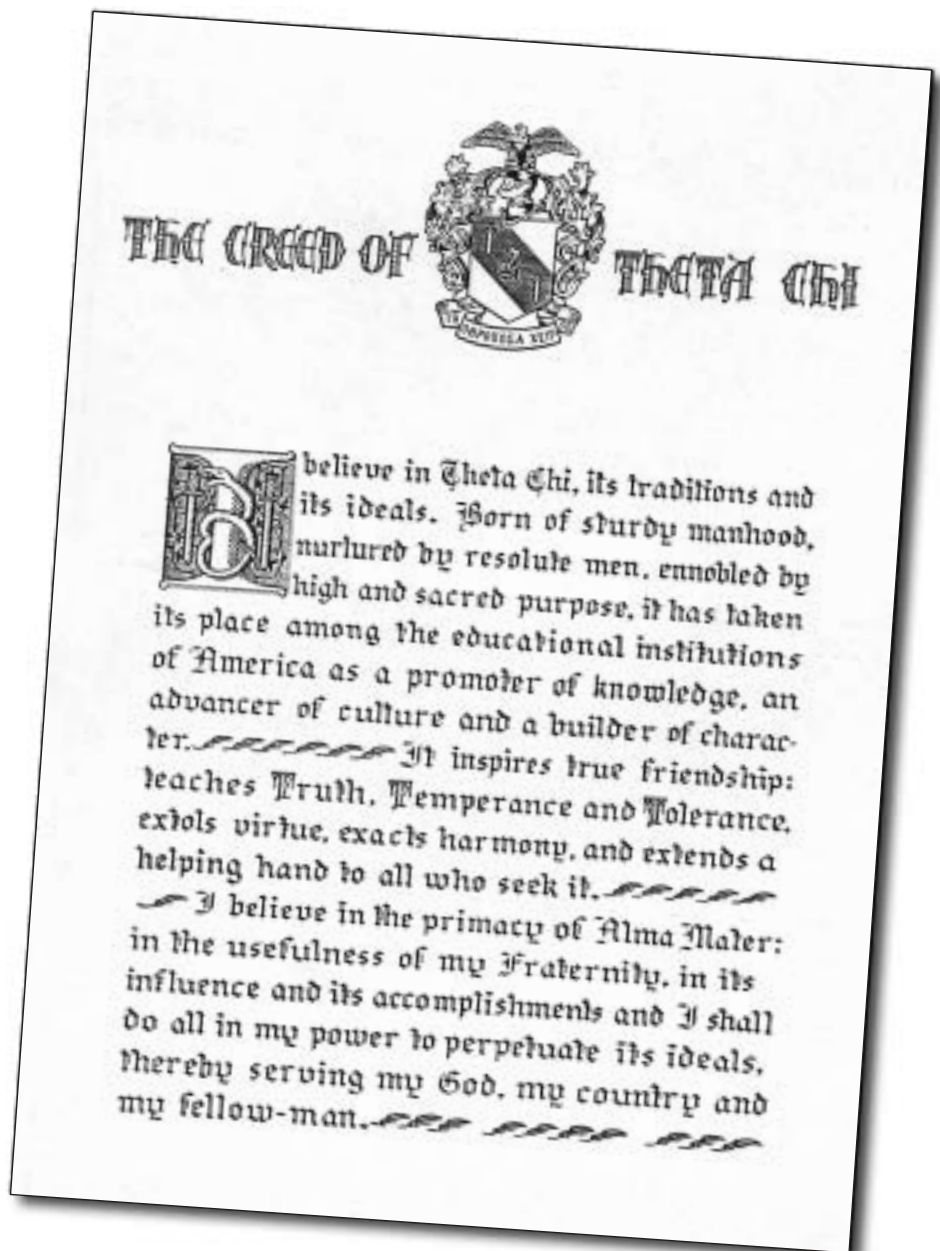 THE CREED OF THETA CHI
I believe in Theta Chi, its traditions and
its ideals. Born of sturdy manhood,
nurtured by resolute men, ennobled by
high and sacred purpose, it has taken
its place among the educational institutions
of America as a promoter of knowledge, an
advancer of culture and a builder of charac-
ter. It inspires true friendship:
teaches Truth, Temperance and Tolerance,
extols virtue, exacts harmony, and extends a
helping hand to all who seek it.
I believe in the primacy of Alma Mater:
in the usefulness of my Fraternity, in its
influence and its accomplishments and I shall
do all in my power to perpetuate its ideals,
thereby serving my God, my country and
my fellow-man.